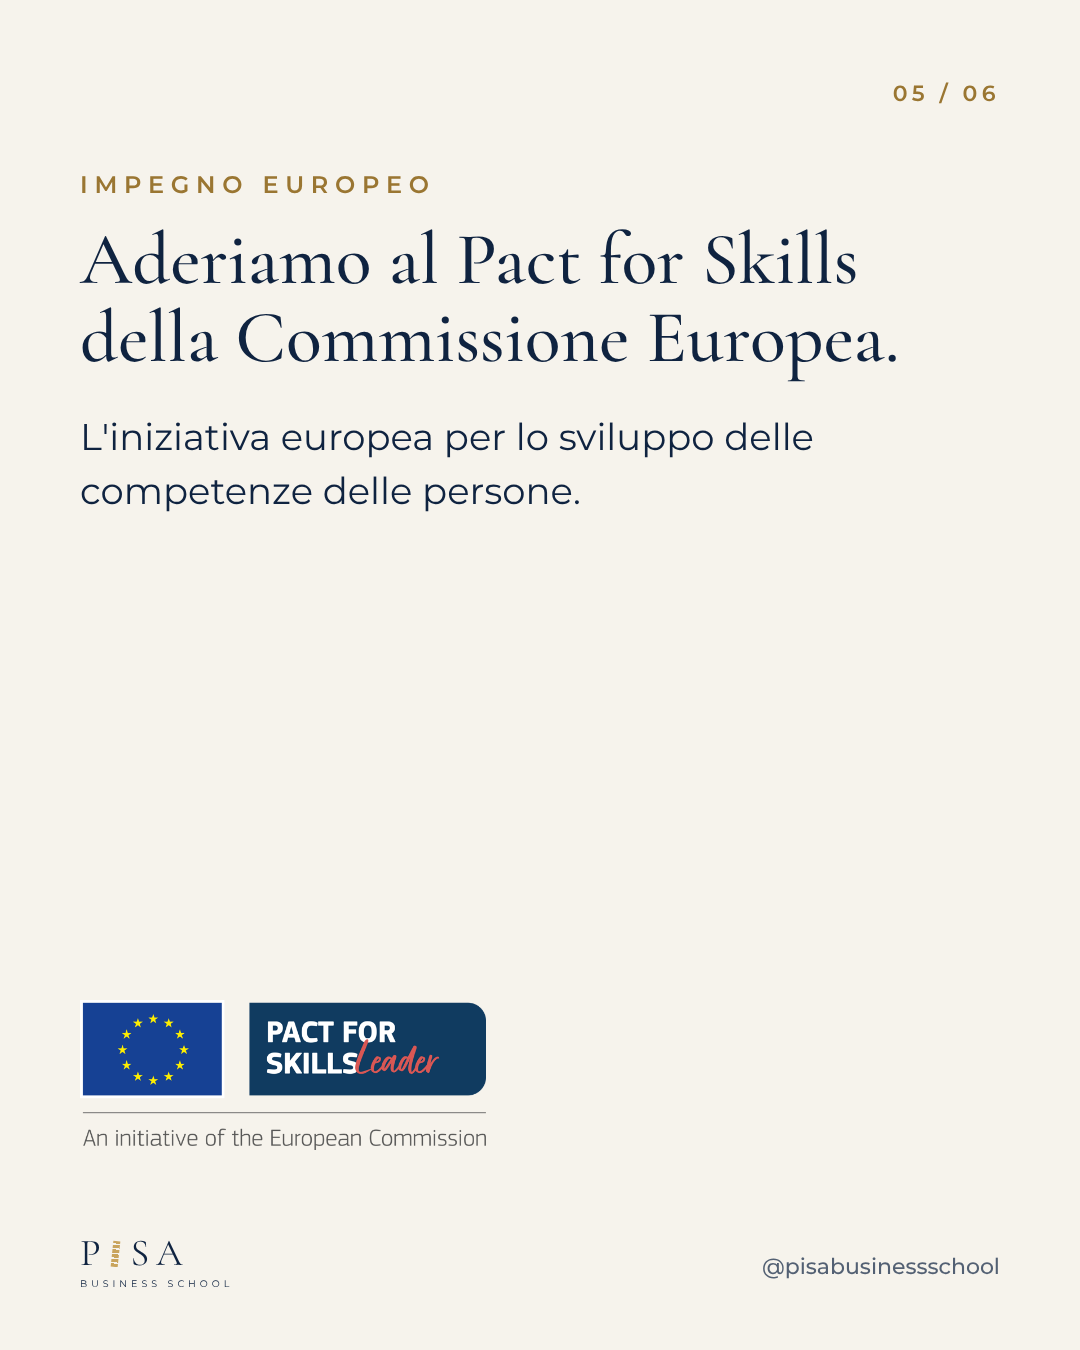 05 / 06
IMPEGNO EUROPEO
Aderiamo al Pact for Skills
della Commissione Europea.
L'iniziativa europea per lo sviluppo delle
competenze delle persone.
PACT FOR
SKILLS Leader
An initiative of the European Commission
PISA
BUSINESS SCHOOL
@pisabusinessschool